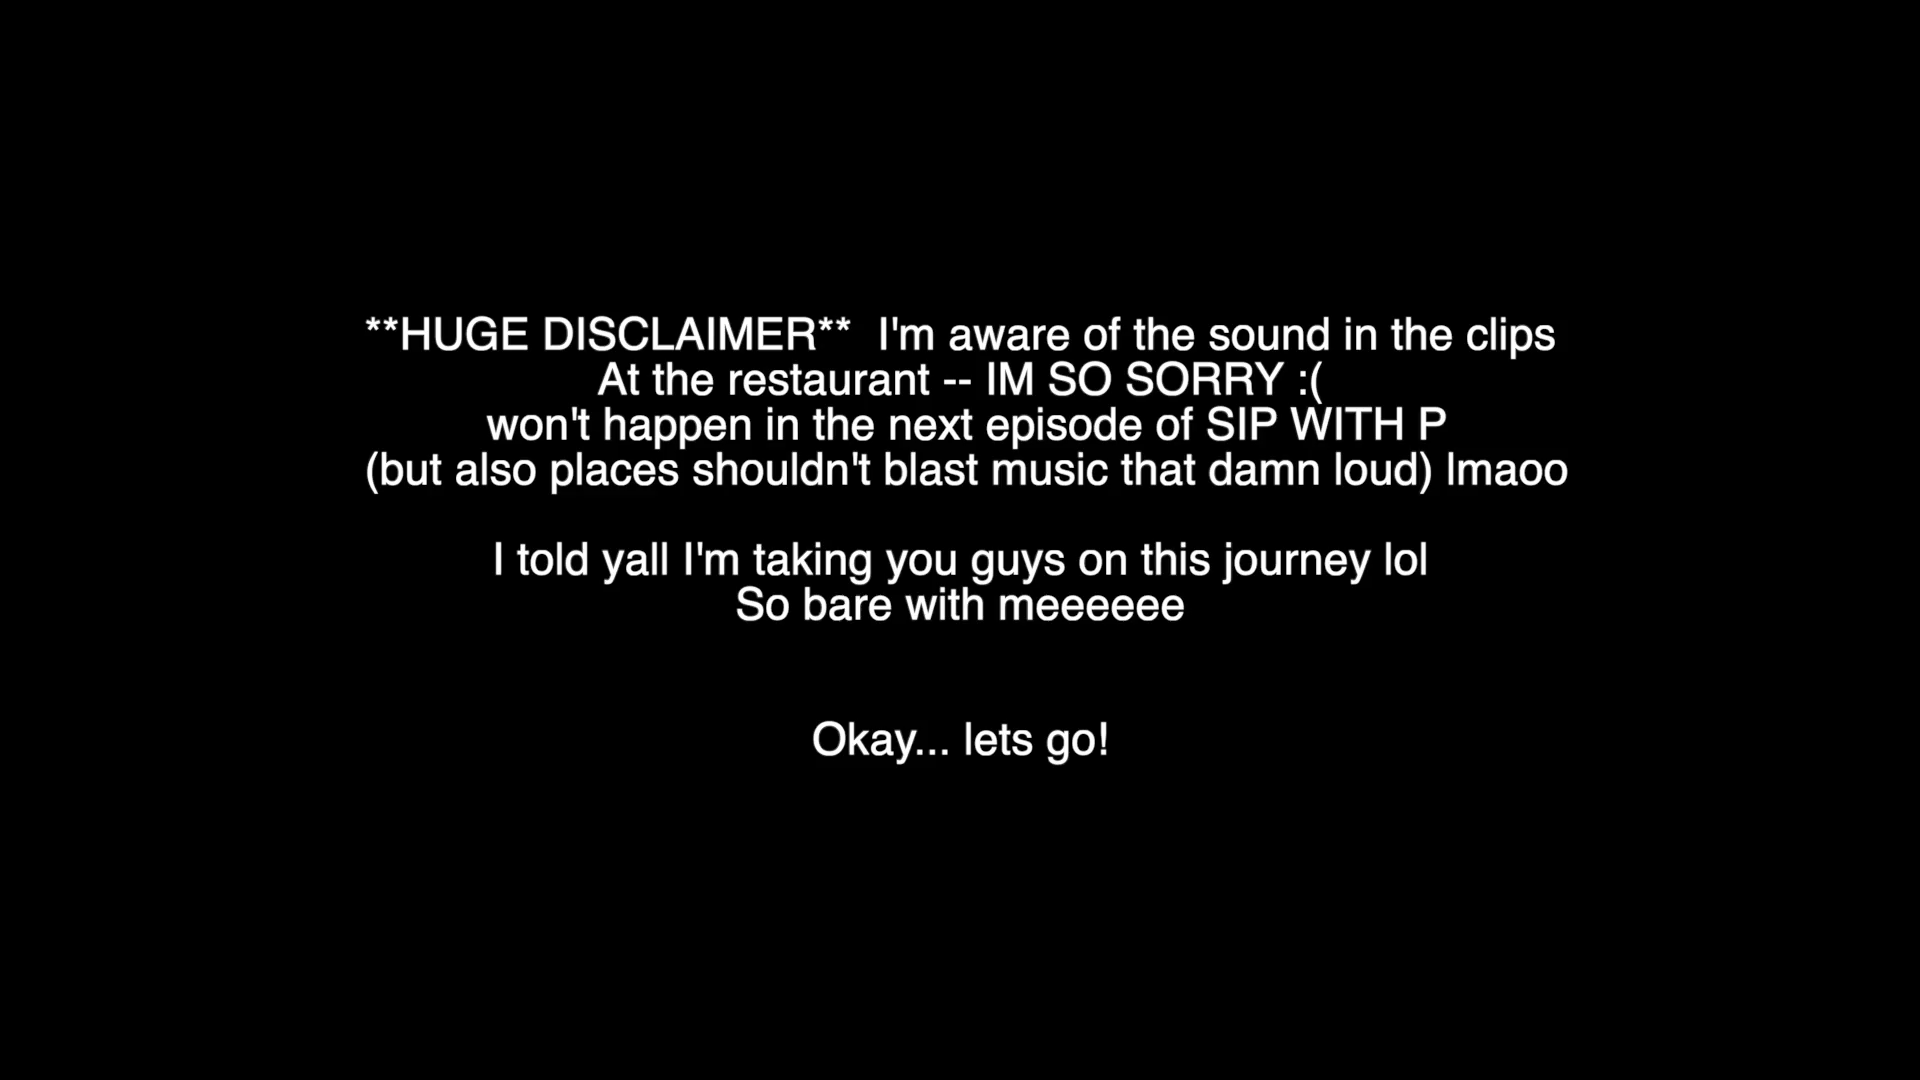 **HUGE DISCLAIMER**  I'm aware of the sound in the clips
At the restaurant -- IM SO SORRY :(
won't happen in the next episode of SIP WITH P
(but also places shouldn't blast music that damn loud) lmaoo
I told yall I'm taking you guys on this journey lol
So bare with meeeeee
Okay... lets go!